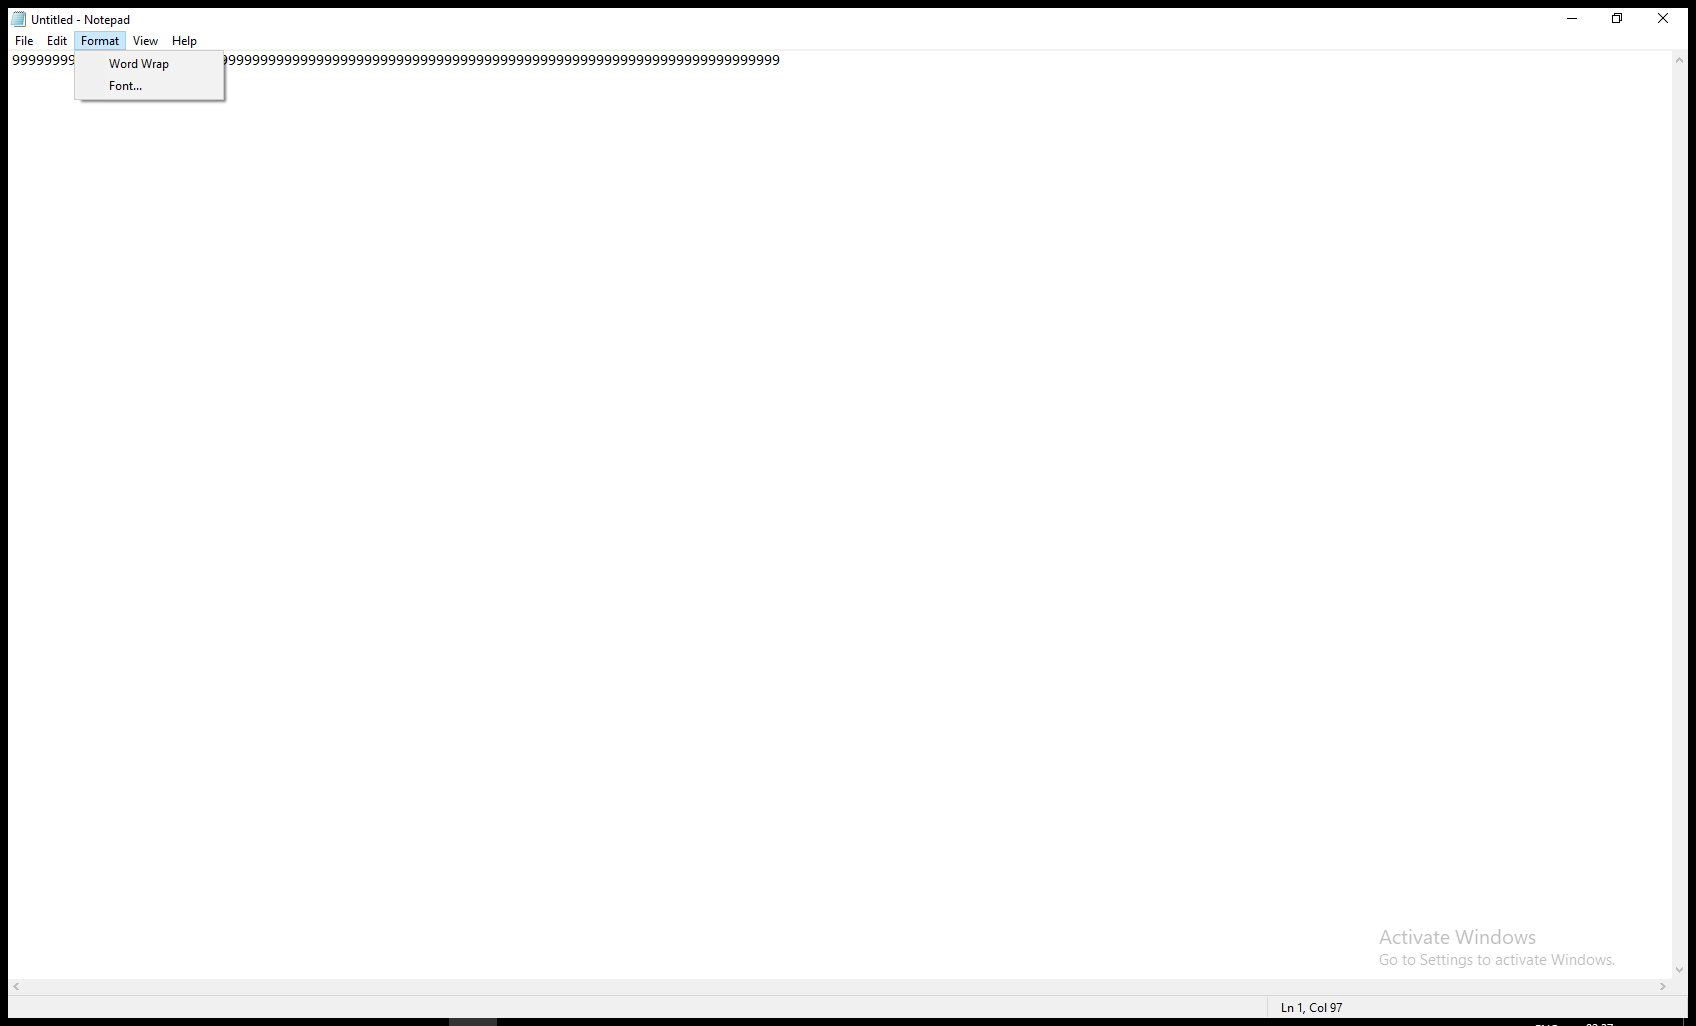 Untitled - Notepad
File Edit Format View Help
99999999
Word Wrap
Font...
9999999999999999999999999999999999999999999999999999999999999999999999
Activate Windows
Go to Settings to activate Windows.
Ln 1, Col 97